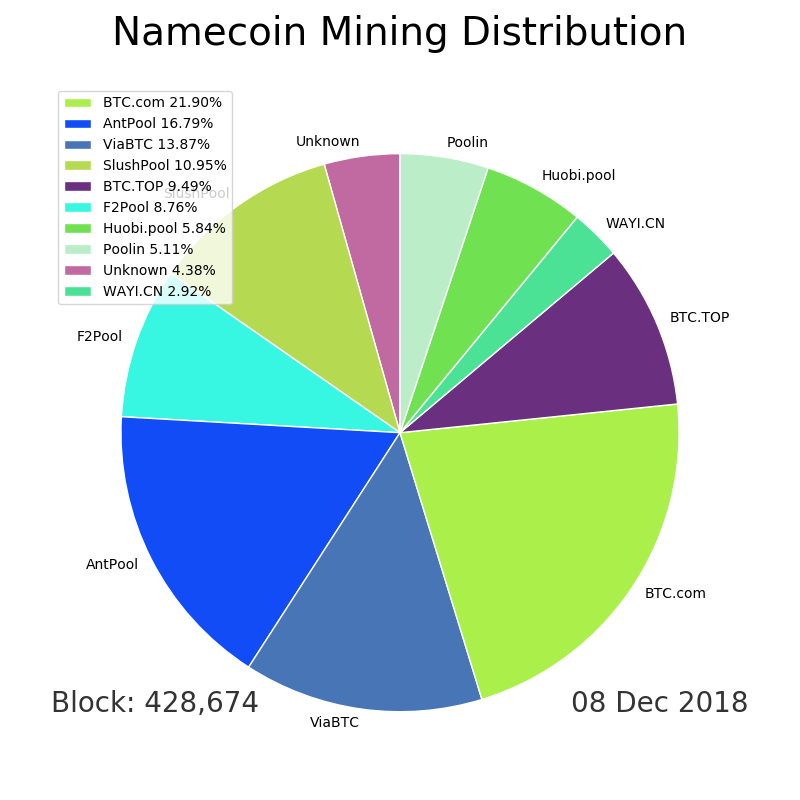 Namecoin Mining Distribution
BTC.com 21.90%
AntPool 16.79%
ViaBTC 13.87%
SlushPool 10.95%
BTC.TOP 9.49%
F2Pool 8.76%
Huobi.pool 5.84%
Poolin 5.11%
Unknown 4.38%
WAYI.CN 2.92%
Unknown
Poolin
Huobi.pool
SlushPool
WAYI.CN
BTC.TOP
F2Pool
AntPool
BTC.com
ViaBTC
Block: 428,674
08 Dec 2018